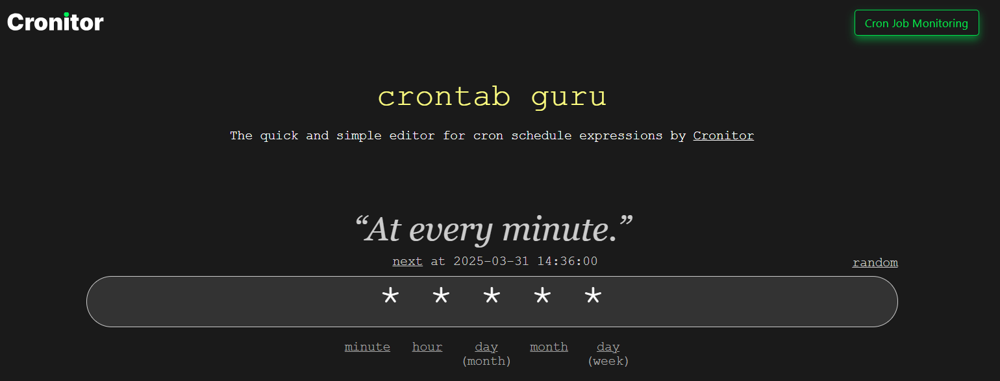 Cronitor
Cron Job Monitoring
crontab guru
The quick and simple editor for cron schedule expressions by Cronitor
“At every minute.”
next at 2025-03-31 14:36:00
random
* * * * *
minute hour day month day
(month) (week)